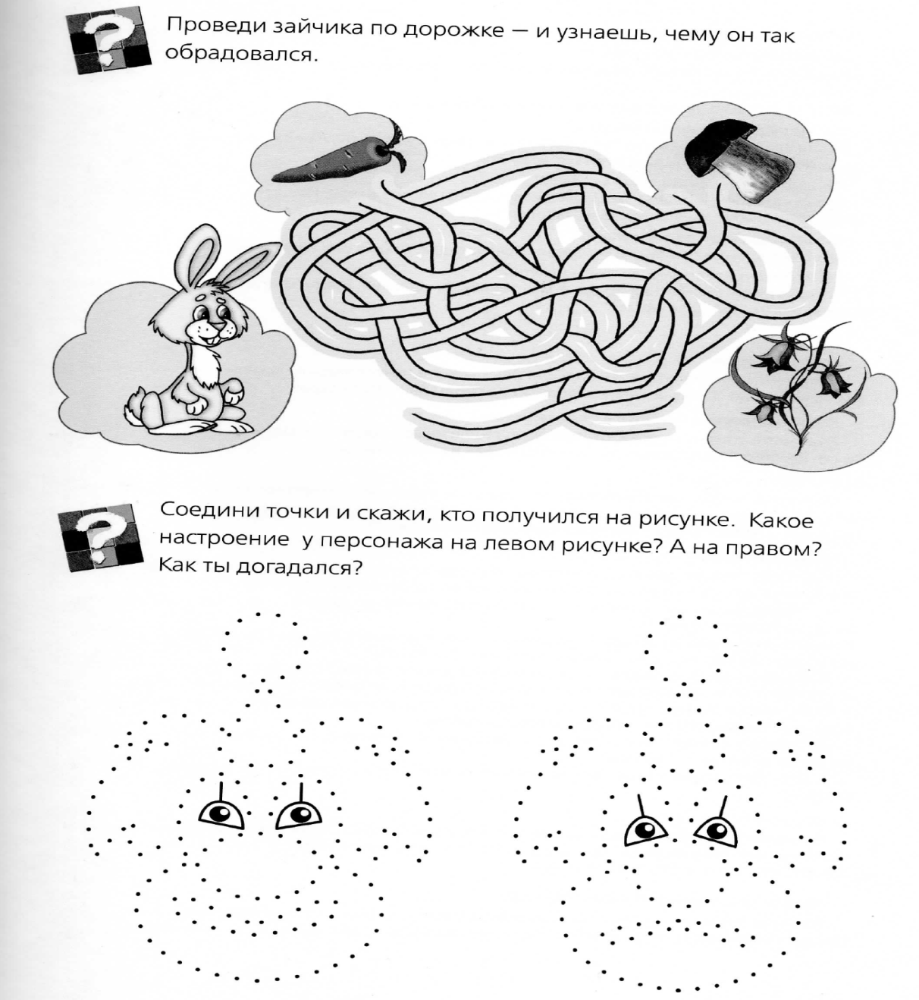 Проведи зайчика по дорожке — и узнаешь, чему он так
обрадовался.
Соедини точки и скажи, кто получился на рисунке. Какое
настроение у персонажа на левом рисунке? А на правом?
Как ты догадался?